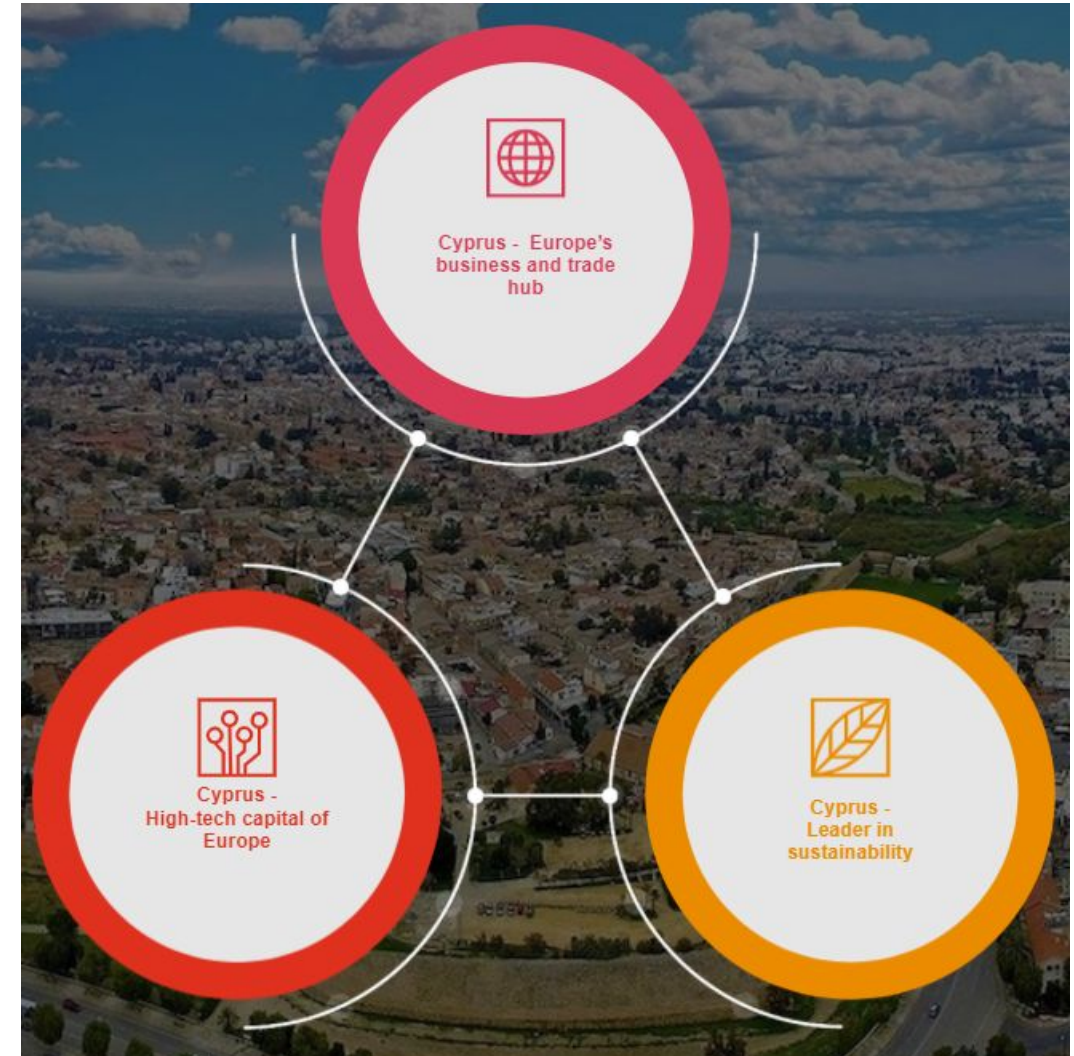 Cyprus -  Europe's
business and trade
hub
Cyprus -
High-tech capital of
Europe
Cyprus -
Leader in
sustainability